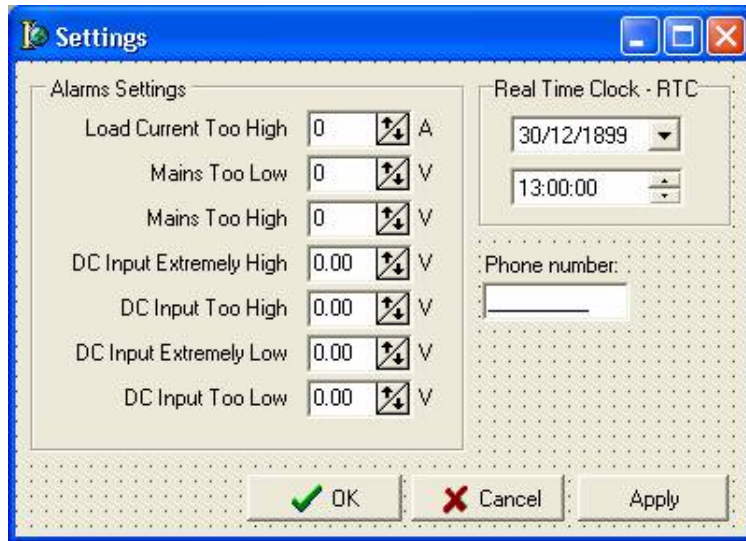 Settings
Alarms Settings
Load Current Too High 0 A
Mains Too Low 0 V
Mains Too High 0 V
DC Input Extremely High 0.00 V
DC Input Too High 0.00 V
DC Input Extremely Low 0.00 V
DC Input Too Low 0.00 V
Real Time Clock - RTC
30/12/1899
13:00:00
Phone number:
OK Cancel Apply